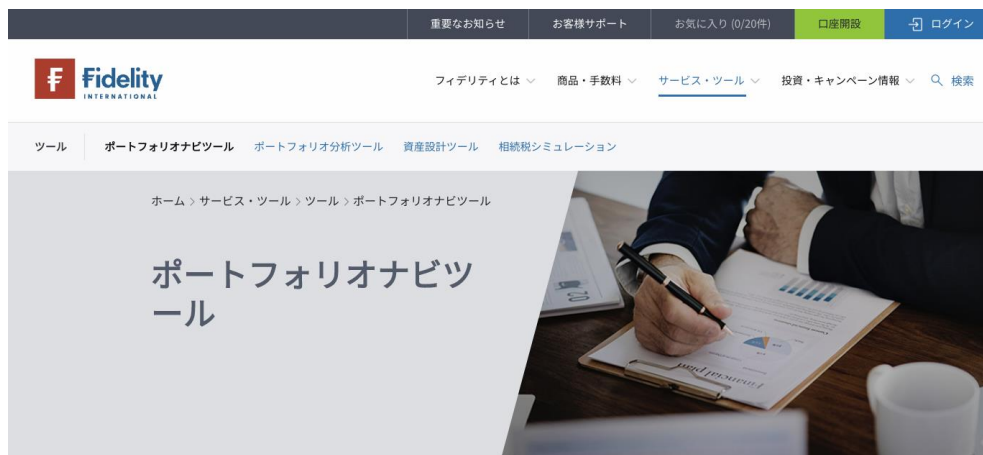 重要なお知らせ
お客様サポート
お気に入り (0/20件)
口座開設
ログイン
Fidelity
INTERNATIONAL
フィデリティとは
商品・手数料
サービス・ツール
投資・キャンペーン情報
検索
ツール
ポートフォリオナビツール
ポートフォリオ分析ツール
資産設計ツール
相続税シミュレーション
ホーム > サービス・ツール > ツール > ポートフォリオナビツール
ポートフォリオナビツ
ール
20
Financial plan